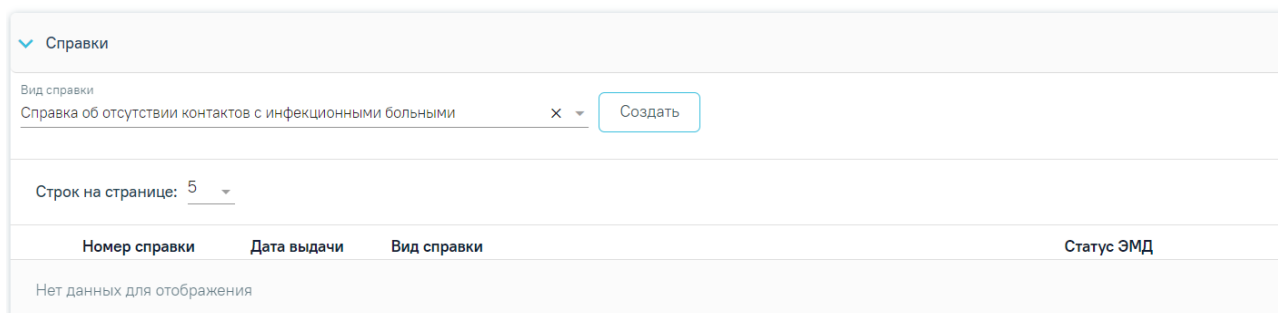 Справки
Вид справки
Справка об отсутствии контактов с инфекционными больными
Создать
Строк на странице: 5
Номер справки Дата выдачи Вид справки Статус ЭМД
Нет данных для отображения